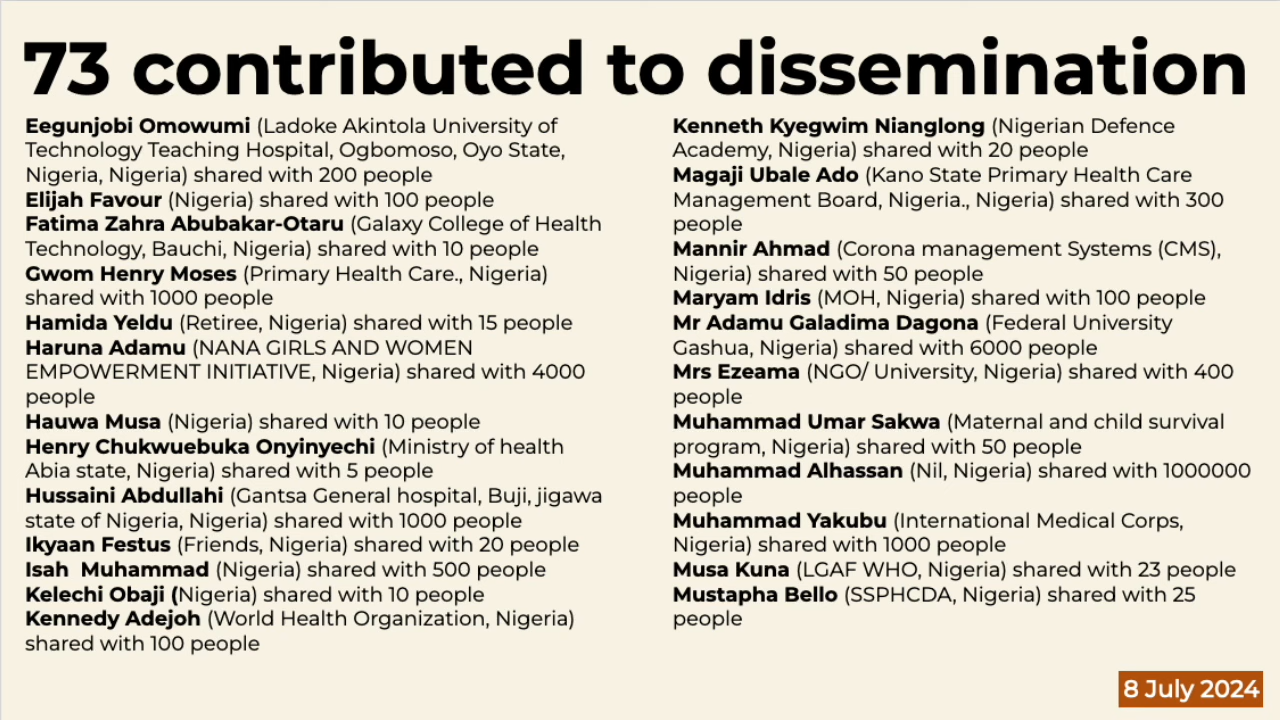 73 contributed to dissemination
Eegunjobi Omowumi (Ladoke Akintola University of
Technology Teaching Hospital, Ogbomoso, Oyo State,
Nigeria, Nigeria) shared with 200 people
Elijah Favour (Nigeria) shared with 100 people
Fatima Zahra Abubakar-Otaru (Galaxy College of Health
Technology, Bauchi, Nigeria) shared with 10 people
Gwom Henry Moses (Primary Health Care., Nigeria)
shared with 1000 people
Hamida Yeldu (Retiree, Nigeria) shared with 15 people
Haruna Adamu (NANA GIRLS AND WOMEN
EMPOWERMENT INITIATIVE, Nigeria) shared with 4000
people
Hauwa Musa (Nigeria) shared with 10 people
Henry Chukwuebuka Onyinyechi (Ministry of health
Abia state, Nigeria) shared with 5 people
Hussaini Abdullahi (Gantsa General hospital, Buji, jigawa
state of Nigeria, Nigeria) shared with 1000 people
Ikyaan Festus (Friends, Nigeria) shared with 20 people
Isah  Muhammad (Nigeria) shared with 500 people
Kelechi Obaji (Nigeria) shared with 10 people
Kennedy Adejoh (World Health Organization, Nigeria)
shared with 100 people
Kenneth Kyegwim Nianglong (Nigerian Defence
Academy, Nigeria) shared with 20 people
Magaji Ubale Ado (Kano State Primary Health Care
Management Board, Nigeria., Nigeria) shared with 300
people
Mannir Ahmad (Corona management Systems (CMS),
Nigeria) shared with 50 people
Maryam Idris (MOH, Nigeria) shared with 100 people
Mr Adamu Galadima Dagona (Federal University
Gashua, Nigeria) shared with 6000 people
Mrs Ezeama (NGO/ University, Nigeria) shared with 400
people
Muhammad Umar Sakwa (Maternal and child survival
program, Nigeria) shared with 50 people
Muhammad Alhassan (Nil, Nigeria) shared with 1000000
people
Muhammad Yakubu (International Medical Corps,
Nigeria) shared with 1000 people
Musa Kuna (LGAF WHO, Nigeria) shared with 23 people
Mustapha Bello (SSPHCDA, Nigeria) shared with 25
people
8 July 2024